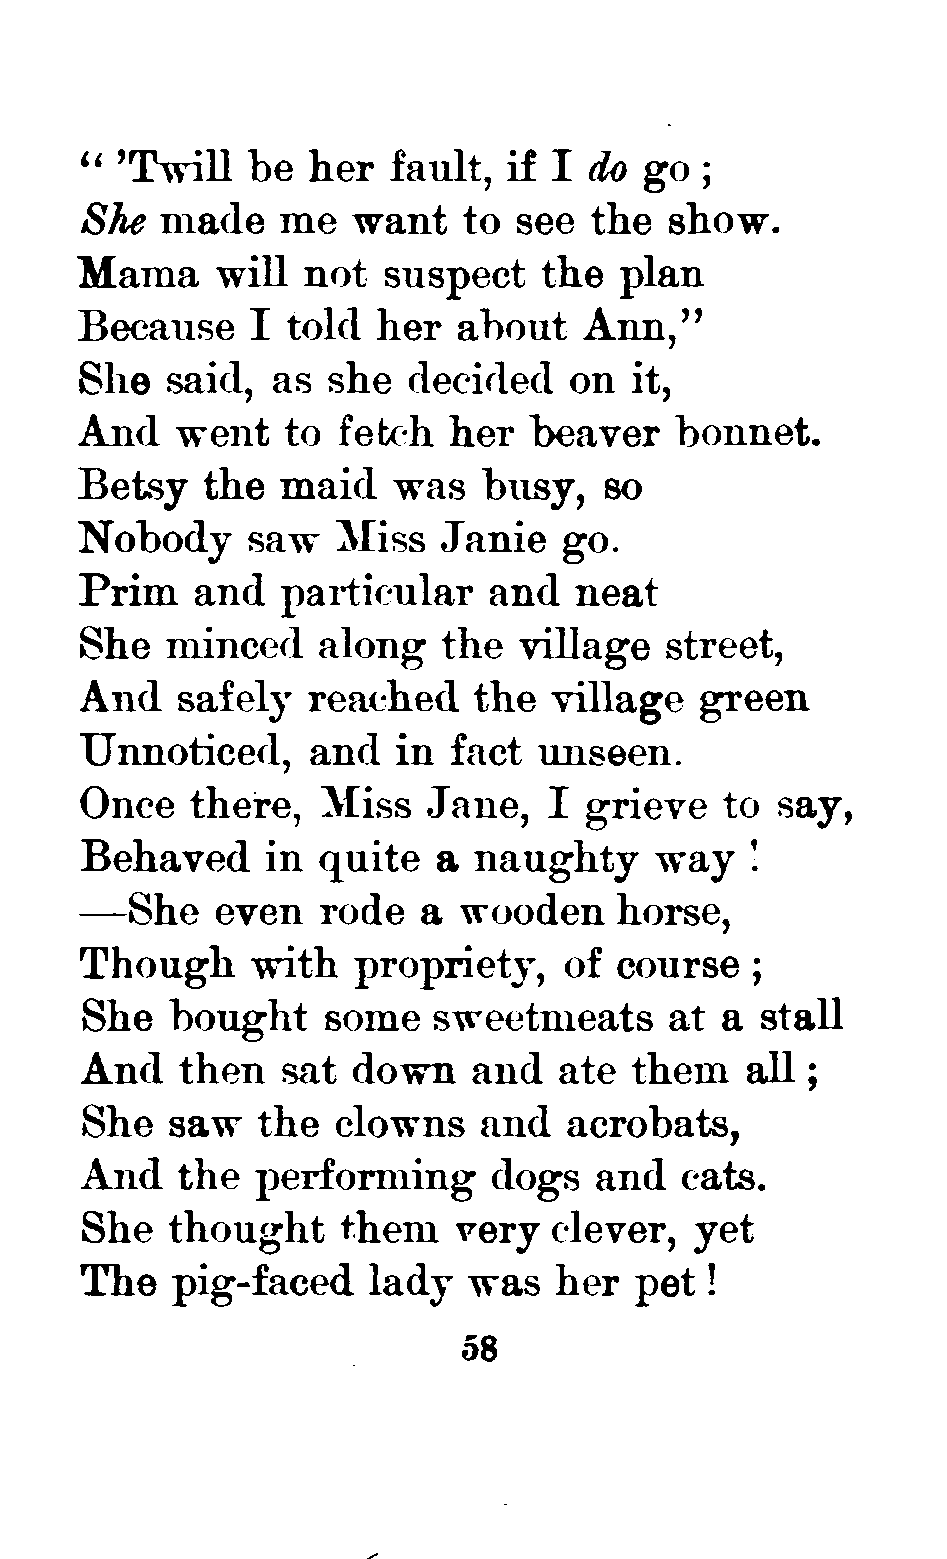 “ ’Twill be her fault, if I do go ;
She made me want to see the show.
Mama will not suspect the plan
Because I told her about Ann,”
She said, as she decided on it,
And went to fetch her beaver bonnet.
Betsy the maid was busy, so
Nobody saw Miss Janie go.
Prim and particular and neat
She minced along the village street,
And safely reached the village green
Unnoticed, and in fact unseen.
Once there, Miss Jane, I grieve to say,
Behaved in quite a naughty way !
—She even rode a wooden horse,
Though with propriety, of course ;
She bought some sweetmeats at a stall
And then sat down and ate them all ;
She saw the clowns and acrobats,
And the performing dogs and cats.
She thought them very clever, yet
The pig-faced lady was her pet !
58